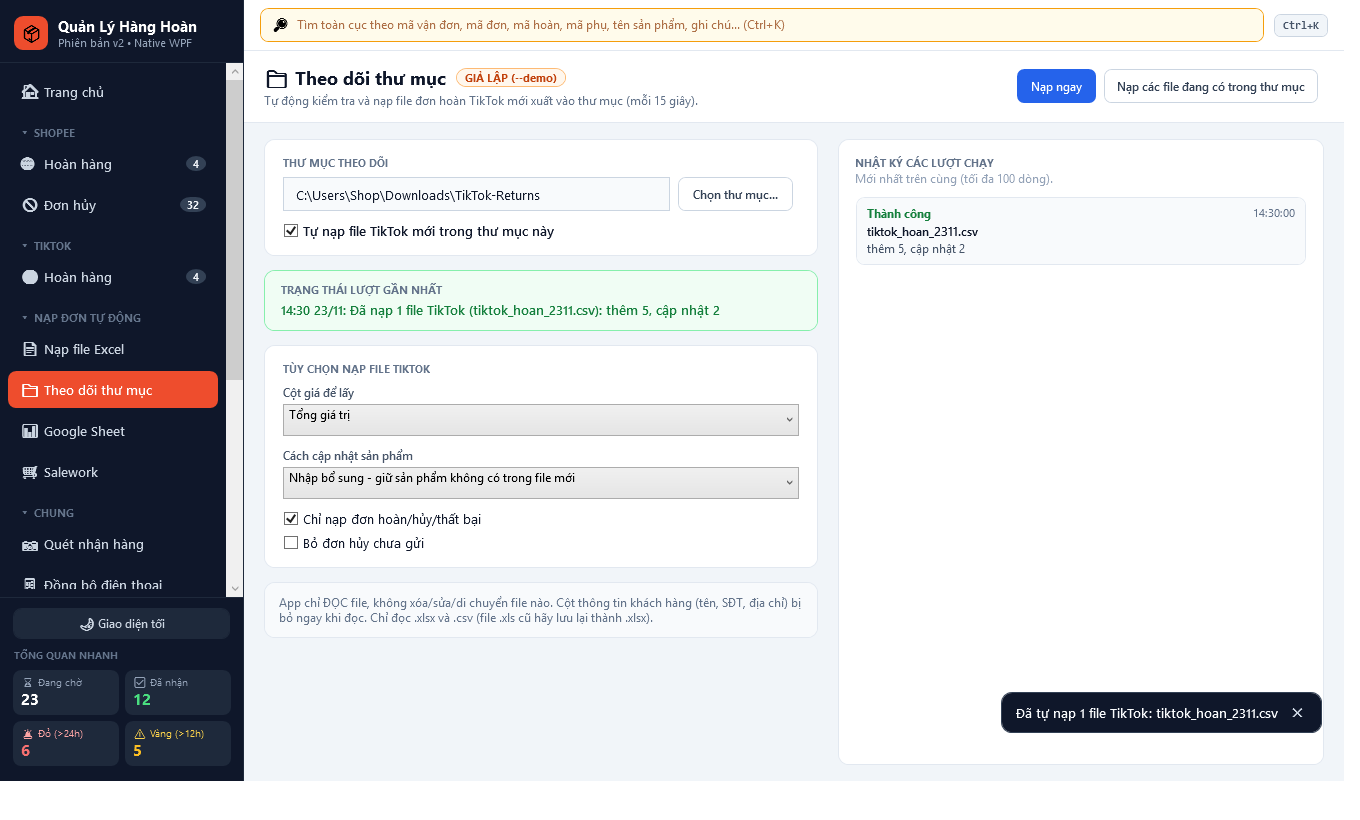 Quản Lý Hàng Hoàn
Phiên bản v2 • Native WPF
Trang chủ
SHOPEE
Hoàn hàng 4
Đơn hủy 32
TIKTOK
Hoàn hàng 4
NẠP ĐƠN TỰ ĐỘNG
Nạp file Excel
Theo dõi thư mục
Google Sheet
Salework
CHUNG
Quét nhận hàng
Đồng bộ điện thoại
Giao diện tối
TỔNG QUAN NHANH
Đang chờ
23
Đã nhận
12
Đỏ (>24h)
6
Vàng (>12h)
5
Tìm toàn cục theo mã vận đơn, mã đơn, mã hoàn, mã phụ, tên sản phẩm, ghi chú... (Ctrl+K)
Ctrl+K
Theo dõi thư mục GIẢ LẬP (--demo)
Tự động kiểm tra và nạp file đơn hoàn TikTok mới xuất vào thư mục (mỗi 15 giây).
Nạp ngay
Nạp các file đang có trong thư mục
THƯ MỤC THEO DÕI
C:\Users\Shop\Downloads\TikTok-Returns
Chọn thư mục...
Tự nạp file TikTok mới trong thư mục này
TRẠNG THÁI LƯỢT GẦN NHẤT
14:30 23/11: Đã nạp 1 file TikTok (tiktok_hoan_2311.csv): thêm 5, cập nhật 2
TÙY CHỌN NẠP FILE TIKTOK
Cột giá để lấy
Tổng giá trị
Cách cập nhật sản phẩm
Nhập bổ sung - giữ sản phẩm không có trong file mới
Chỉ nạp đơn hoàn/hủy/thất bại
Bỏ đơn hủy chưa gửi
App chỉ ĐỌC file, không xóa/sửa/di chuyển file nào. Cột thông tin khách hàng (tên, SĐT, địa chỉ) bị
bỏ ngay khi đọc. Chỉ đọc .xlsx và .csv (file .xls cũ hãy lưu lại thành .xlsx).
NHẬT KÝ CÁC LƯỢT CHẠY
Mới nhất trên cùng (tối đa 100 dòng).
Thành công 14:30:00
tiktok_hoan_2311.csv
thêm 5, cập nhật 2
Đã tự nạp 1 file TikTok: tiktok_hoan_2311.csv